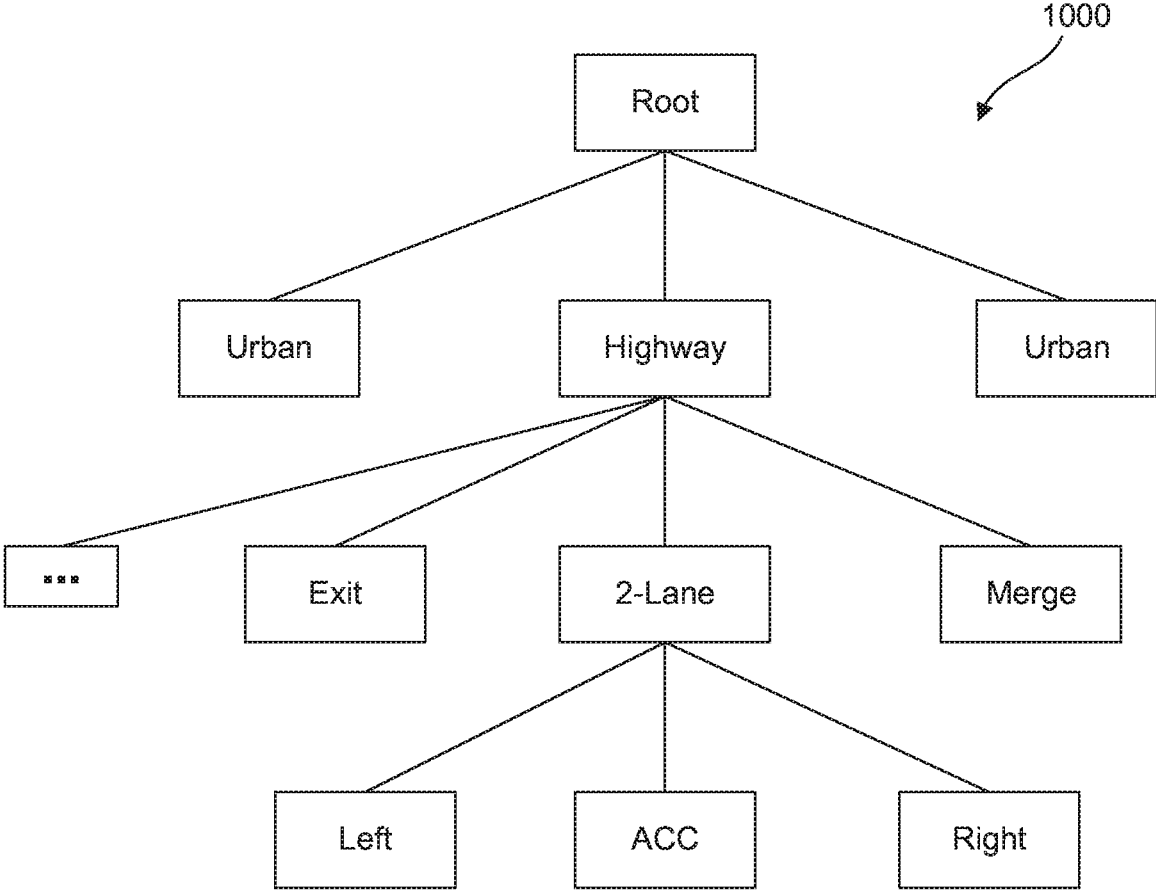 1000
Root
Urban
Highway
Urban
...
Exit
2-Lane
Merge
Left
ACC
Right